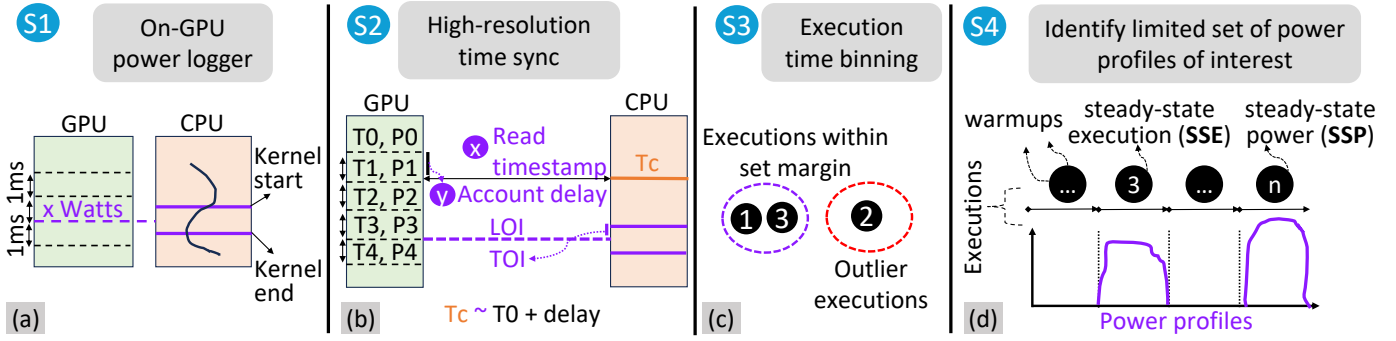 S1
On-GPU
power logger
GPU
CPU
1ms
1ms
x Watts
Kernel
start
Kernel
end
(a)
S2
High-resolution
time sync
GPU
CPU
T0, P0
T1, P1
T2, P2
T3, P3
T4, P4
x
Read
timestamp
y
Account delay
Tc
LOI
TOI
Tc ~ T0 + delay
(b)
S3
Execution
time binning
Executions within
set margin
1
3
2
Outlier
executions
(c)
S4
Identify limited set of power
profiles of interest
warmups
steady-state
execution (SSE)
steady-state
power (SSP)
...
3
...
n
Executions
Power profiles
(d)